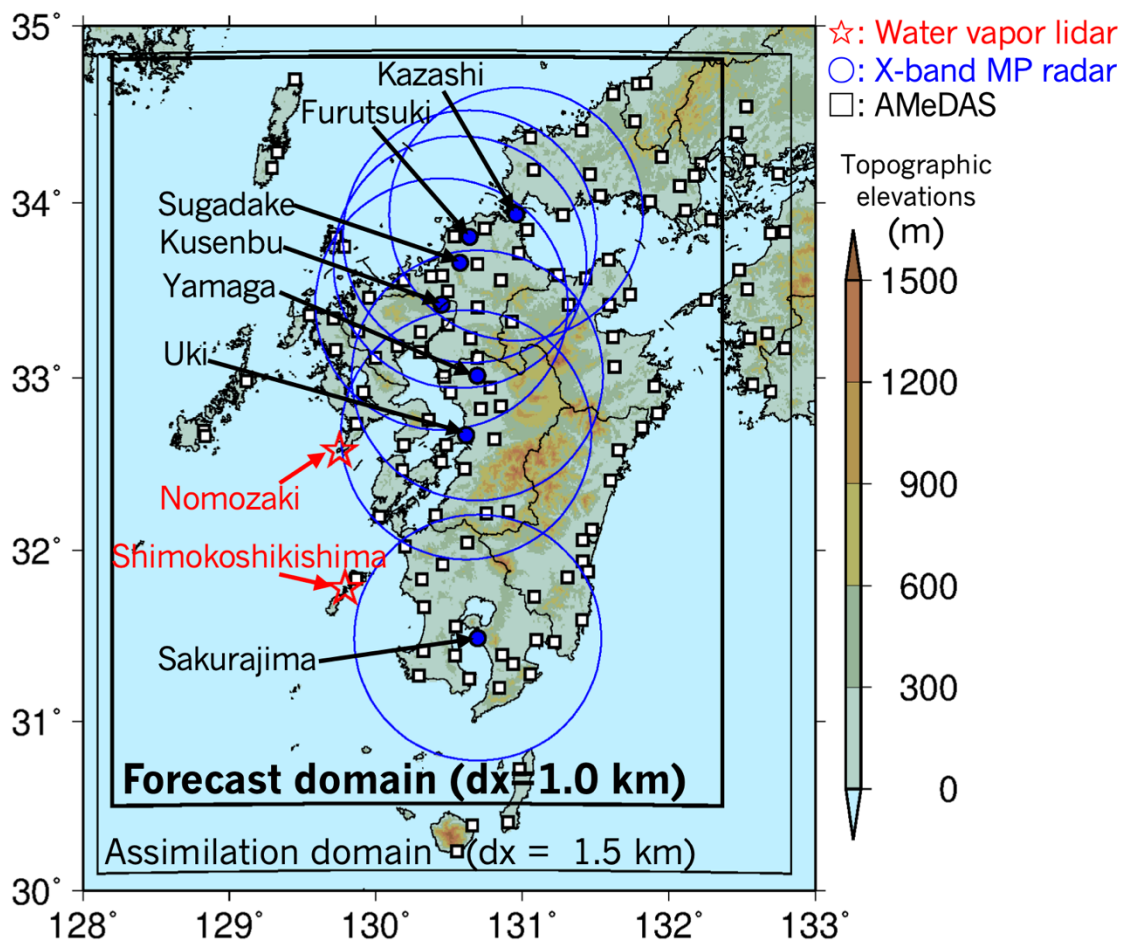 35˚
34˚
33˚
32˚
31˚
30˚
128˚
129˚
130˚
131˚
132˚
133˚
Kazashi
Furutsuki
Sugadake
Kusenbu
Yamaga
Uki
Nomozaki
Shimokoshikishima
Sakurajima
Forecast domain (dx=1.0 km)
Assimilation domain (dx = 1.5 km)
☆: Water vapor lidar
○: X-band MP radar
□: AMeDAS
Topographic
elevations
(m)
1500
1200
900
600
300
0